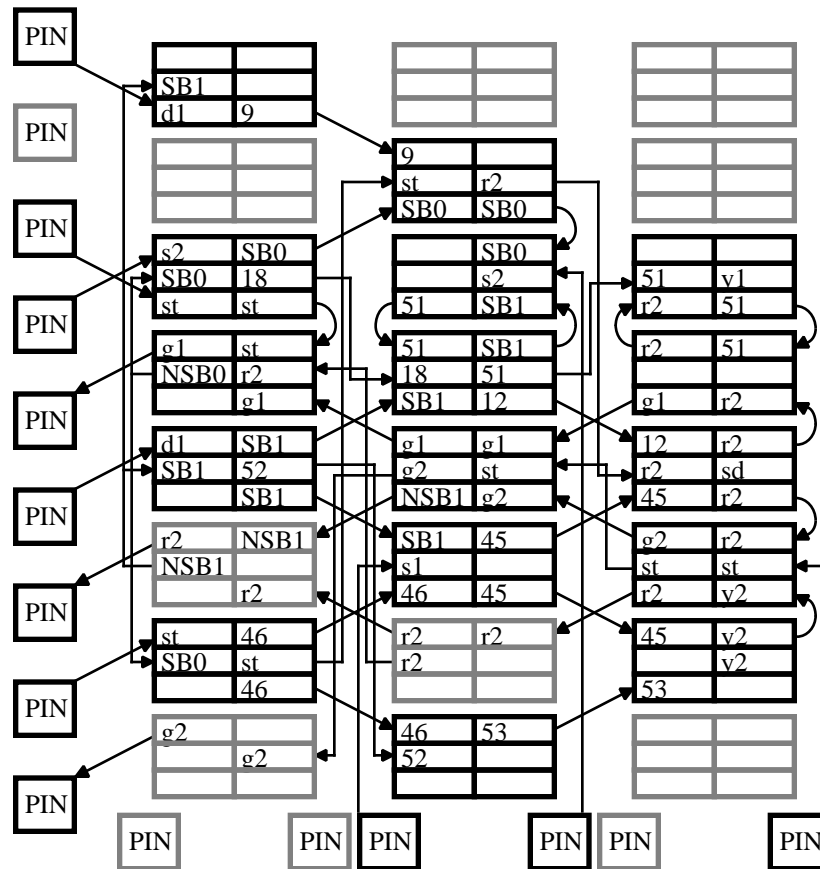 PIN
SB1
d1 9
PIN
9
st r2
SB0 SB0
PIN
s2 SB0 SB0
SB0 18 s2 51 y1
st st 51 SB1 r2 51
PIN
g1 st 51 SB1 r2 51
NSB0 r2 18 51
g1 SB1 12 g1 r2
PIN
d1 SB1 g1 g1 12 r2
SB1 52 g2 st r2 sd
SB1 NSB1 g2 45 r2
PIN
r2 NSB1 SB1 45 g2 r2
NSB1 s1 st st
r2 46 45 r2 y2
PIN
st 46 r2 r2 45 y2
SB0 st r2 y2
46 53
PIN
g2 46 53
g2 52
PIN
PIN PIN PIN PIN PIN PIN